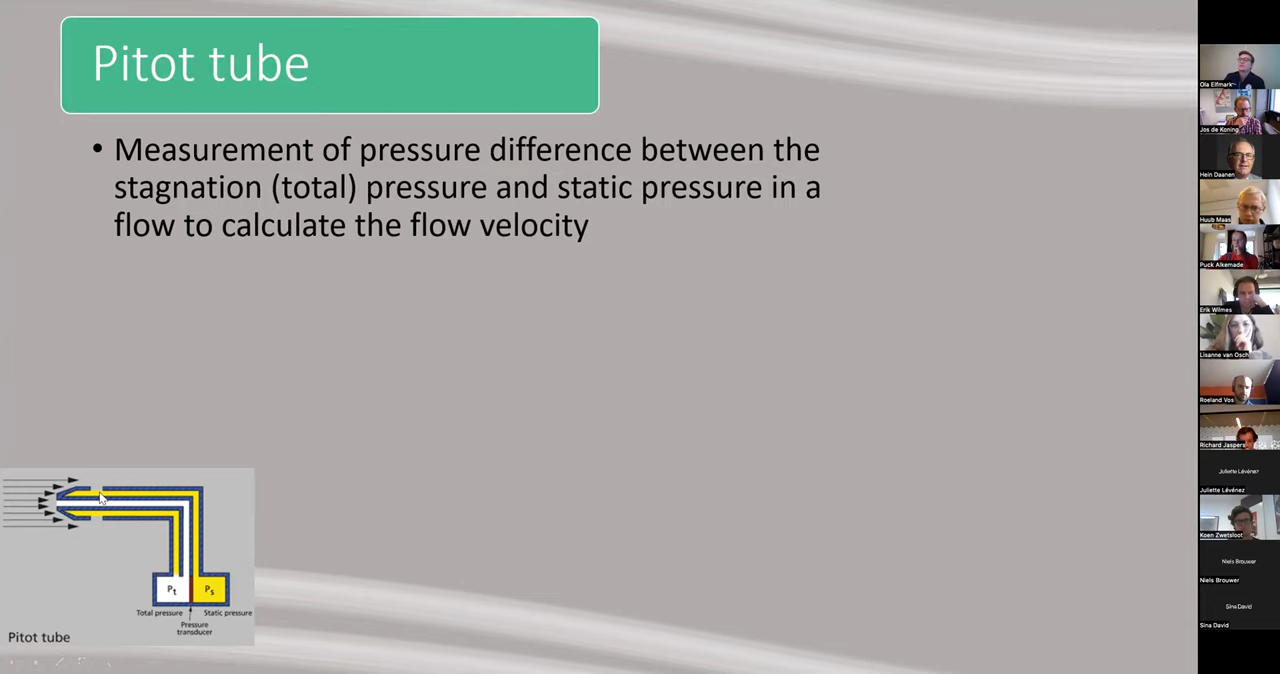 Pitot tube
• Measurement of pressure difference between the
stagnation (total) pressure and static pressure in a
flow to calculate the flow velocity
Pt
Ps
Total pressure
Static pressure
Pressure
transducer
Pitot tube
Ola Elfmark
Jos de Koning
Hein Daanen
Huub Maas
Puck Alkemade
Erik Wilmes
Lisanne van Osch
Roeland Vos
Richard Jaspers
Juliette Lévénez
Juliette Lévénez
Koen Zwetsloot
Niels Brouwer
Niels Brouwer
Sina David
Sina David